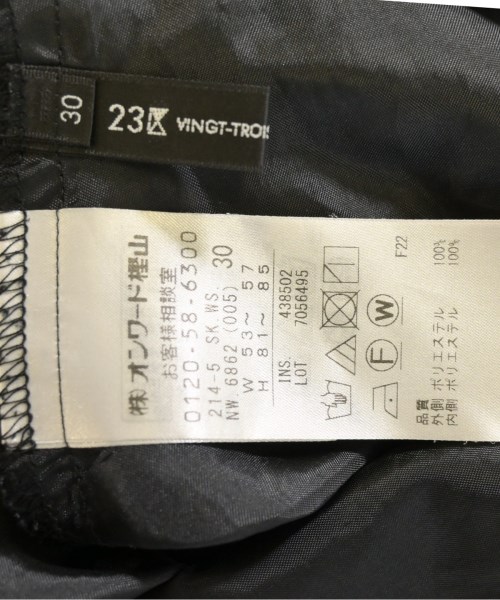 30
23区 VINGT-TROIS
㈱オンワード樫山
お客様相談室
0120-58-6300
214-5 SK WS.
NW 6862 (005) 30
W 53～ 57
H 81～ 85
INS. 438502
LOT 7056495
W
F
F22
品質
外側 ポリエステル 100%
内側 ポリエステル 100%